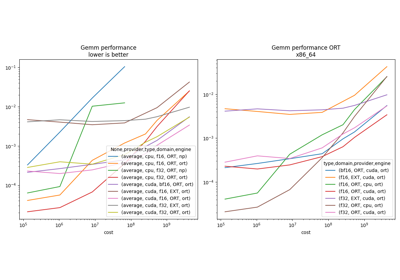 Gemm performance
lower is better
10⁻¹
10⁻²
10⁻³
10⁻⁴
None,provider,type,domain,engine
(average, cpu, f16, ORT, np)
(average, cpu, f16, ORT, ort)
(average, cpu, f32, ORT, np)
(average, cpu, f32, ORT, ort)
(average, cuda, bf16, ORT, ort)
(average, cuda, f16, EXT, ort)
(average, cuda, f16, ORT, ort)
(average, cuda, f32, EXT, ort)
(average, cuda, f32, ORT, ort)
10⁵
10⁶
10⁷
10⁸
10⁹
cost
Gemm performance ORT
x86_64
10⁻²
10⁻³
10⁻⁴
type,domain,provider,engine
(bf16, ORT, cuda, ort)
(f16, EXT, cuda, ort)
(f16, ORT, cpu, ort)
(f16, ORT, cuda, ort)
(f32, EXT, cuda, ort)
(f32, ORT, cpu, ort)
(f32, ORT, cuda, ort)
10⁵
10⁶
10⁷
10⁸
10⁹
cost